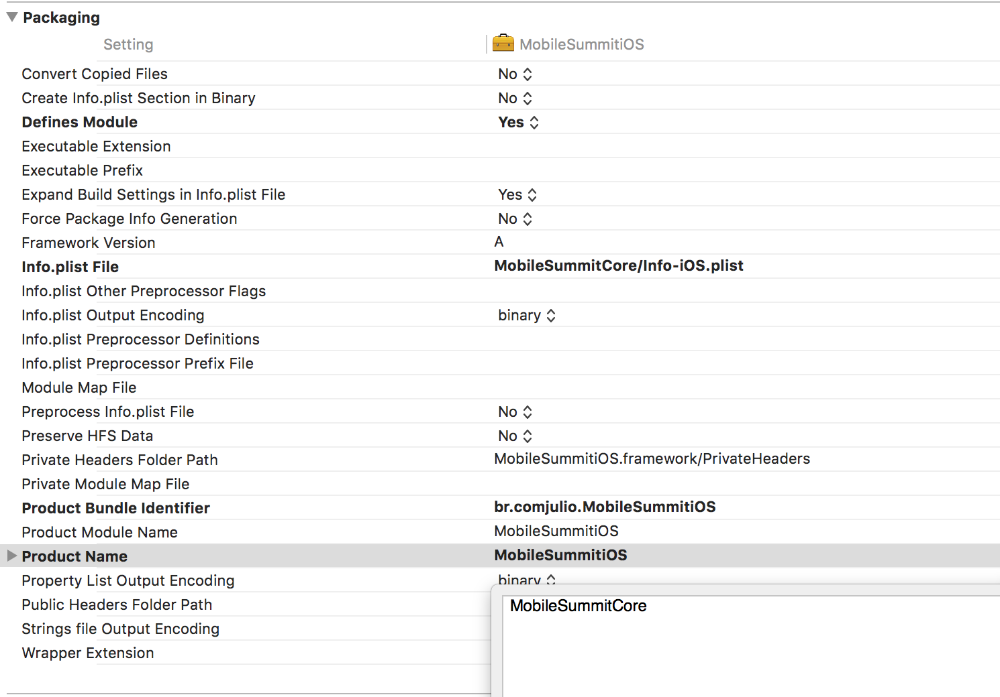 Packaging
Setting MobileSummitiOS
Convert Copied Files No
Create Info.plist Section in Binary No
Defines Module Yes
Executable Extension
Executable Prefix
Expand Build Settings in Info.plist File Yes
Force Package Info Generation No
Framework Version A
Info.plist File MobileSummitCore/Info-iOS.plist
Info.plist Other Preprocessor Flags
Info.plist Output Encoding binary
Info.plist Preprocessor Definitions
Info.plist Preprocessor Prefix File
Module Map File
Preprocess Info.plist File No
Preserve HFS Data No
Private Headers Folder Path MobileSummitiOS.framework/PrivateHeaders
Private Module Map File
Product Bundle Identifier br.comjulio.MobileSummitiOS
Product Module Name MobileSummitiOS
Product Name MobileSummitiOS
Property List Output Encoding binary
Public Headers Folder Path MobileSummitCore
Strings file Output Encoding
Wrapper Extension